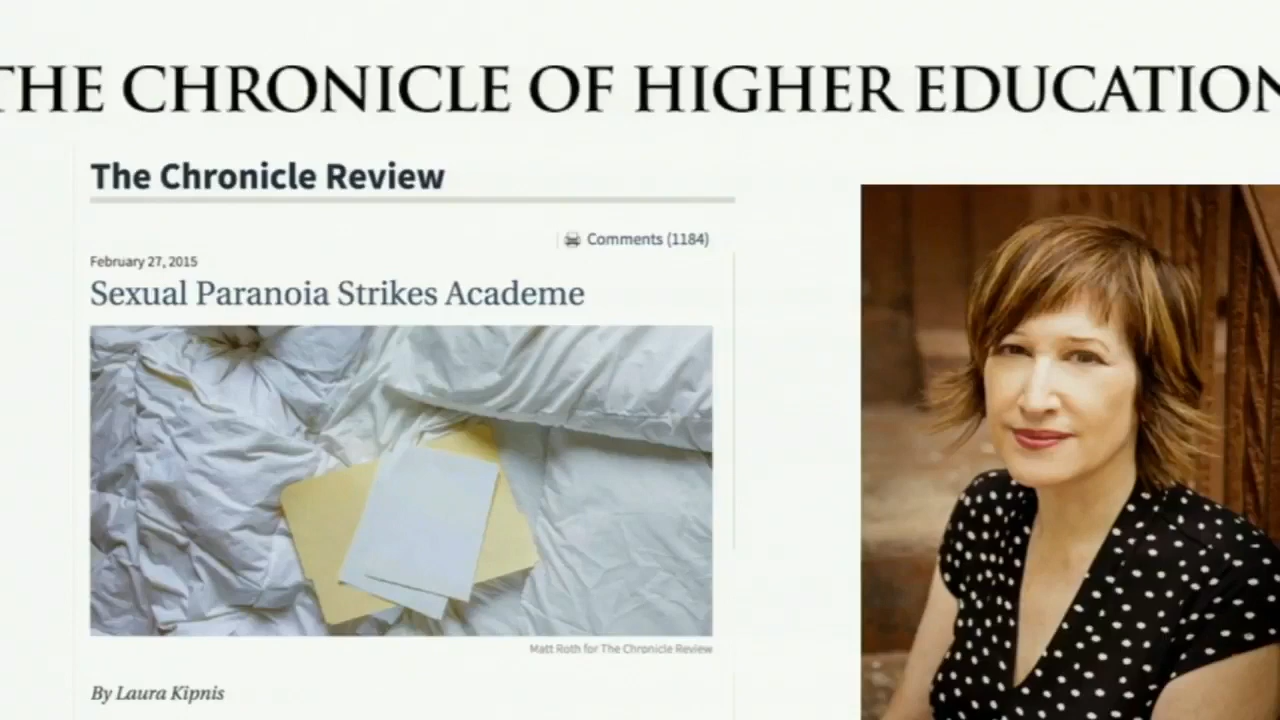 THE CHRONICLE OF HIGHER EDUCATION
The Chronicle Review
Comments (1184)
February 27, 2015
Sexual Paranoia Strikes Academe
Matt Roth for The Chronicle Review
By Laura Kipnis